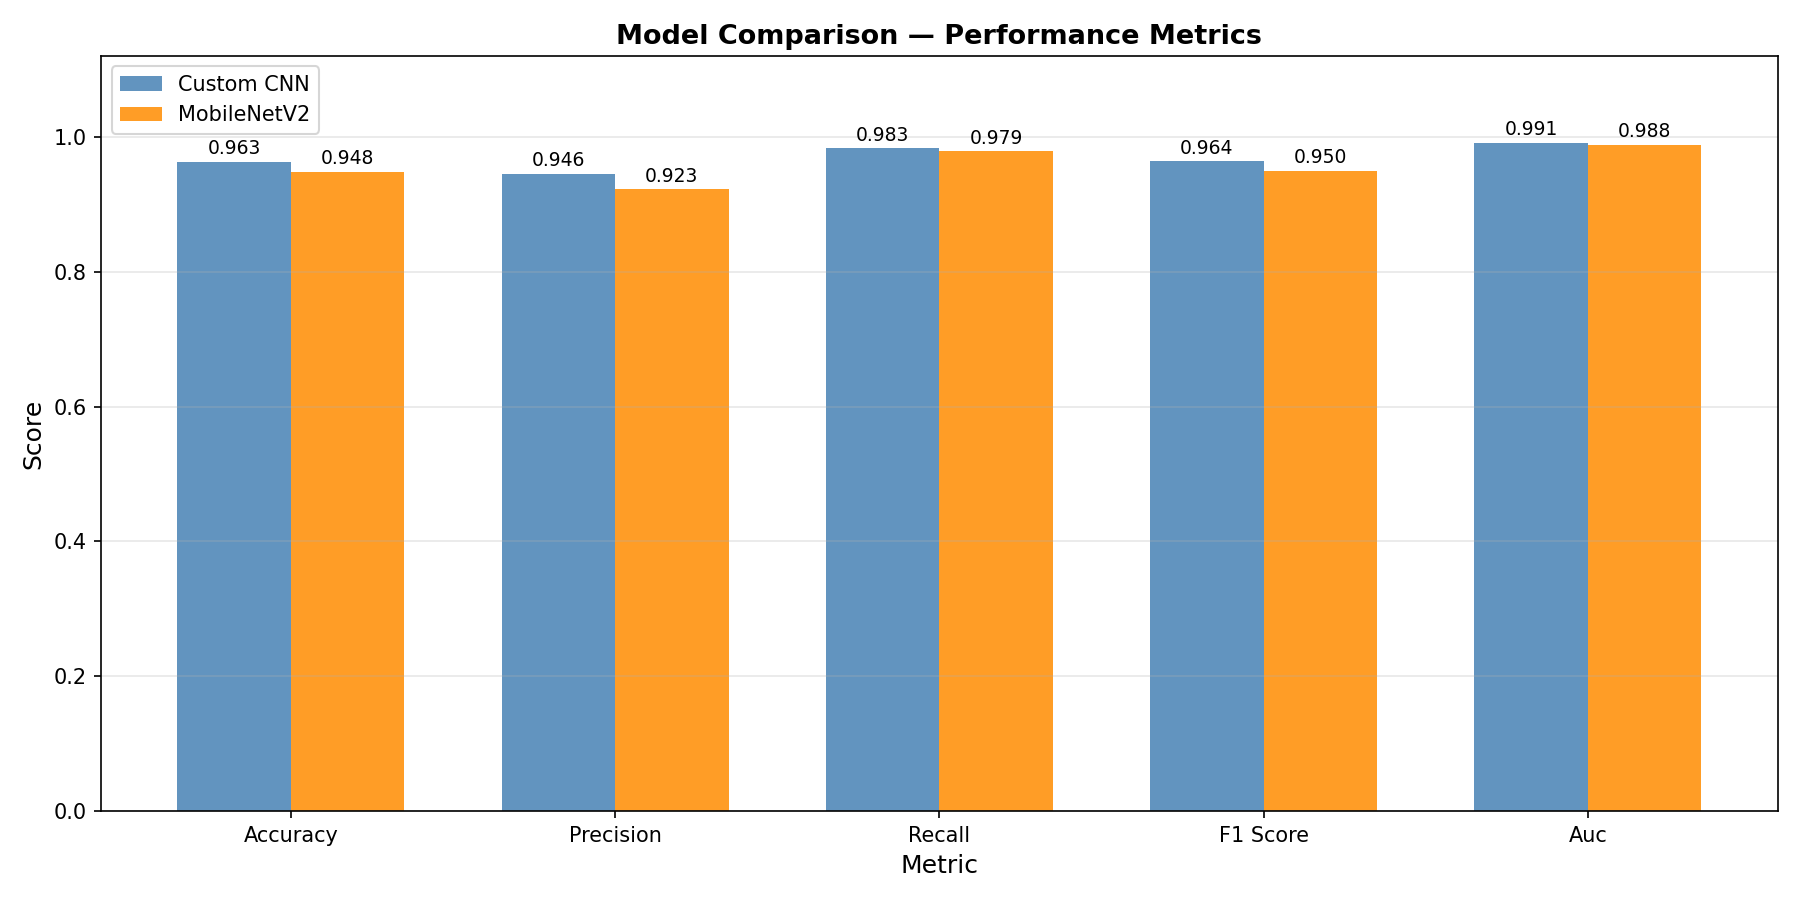 Model Comparison — Performance Metrics
Custom CNN
MobileNetV2
Score
1.0
0.8
0.6
0.4
0.2
0.0
0.963
0.948
0.946
0.923
0.983
0.979
0.964
0.950
0.991
0.988
Accuracy
Precision
Recall
F1 Score
Auc
Metric